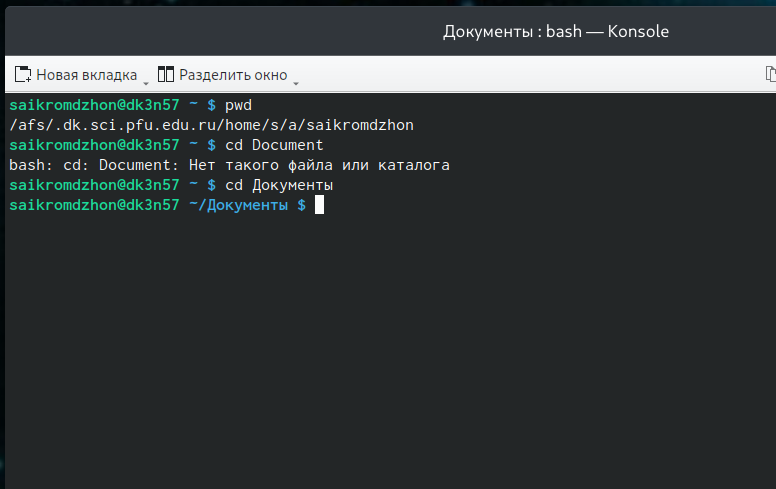 Документы : bash — Konsole
Новая вкладка Разделить окно
saikromdzhon@dk3n57 ~ $ pwd
/afs/.dk.sci.pfu.edu.ru/home/s/a/saikromdzhon
saikromdzhon@dk3n57 ~ $ cd Document
bash: cd: Document: Нет такого файла или каталога
saikromdzhon@dk3n57 ~ $ cd Документы
saikromdzhon@dk3n57 ~/Документы $